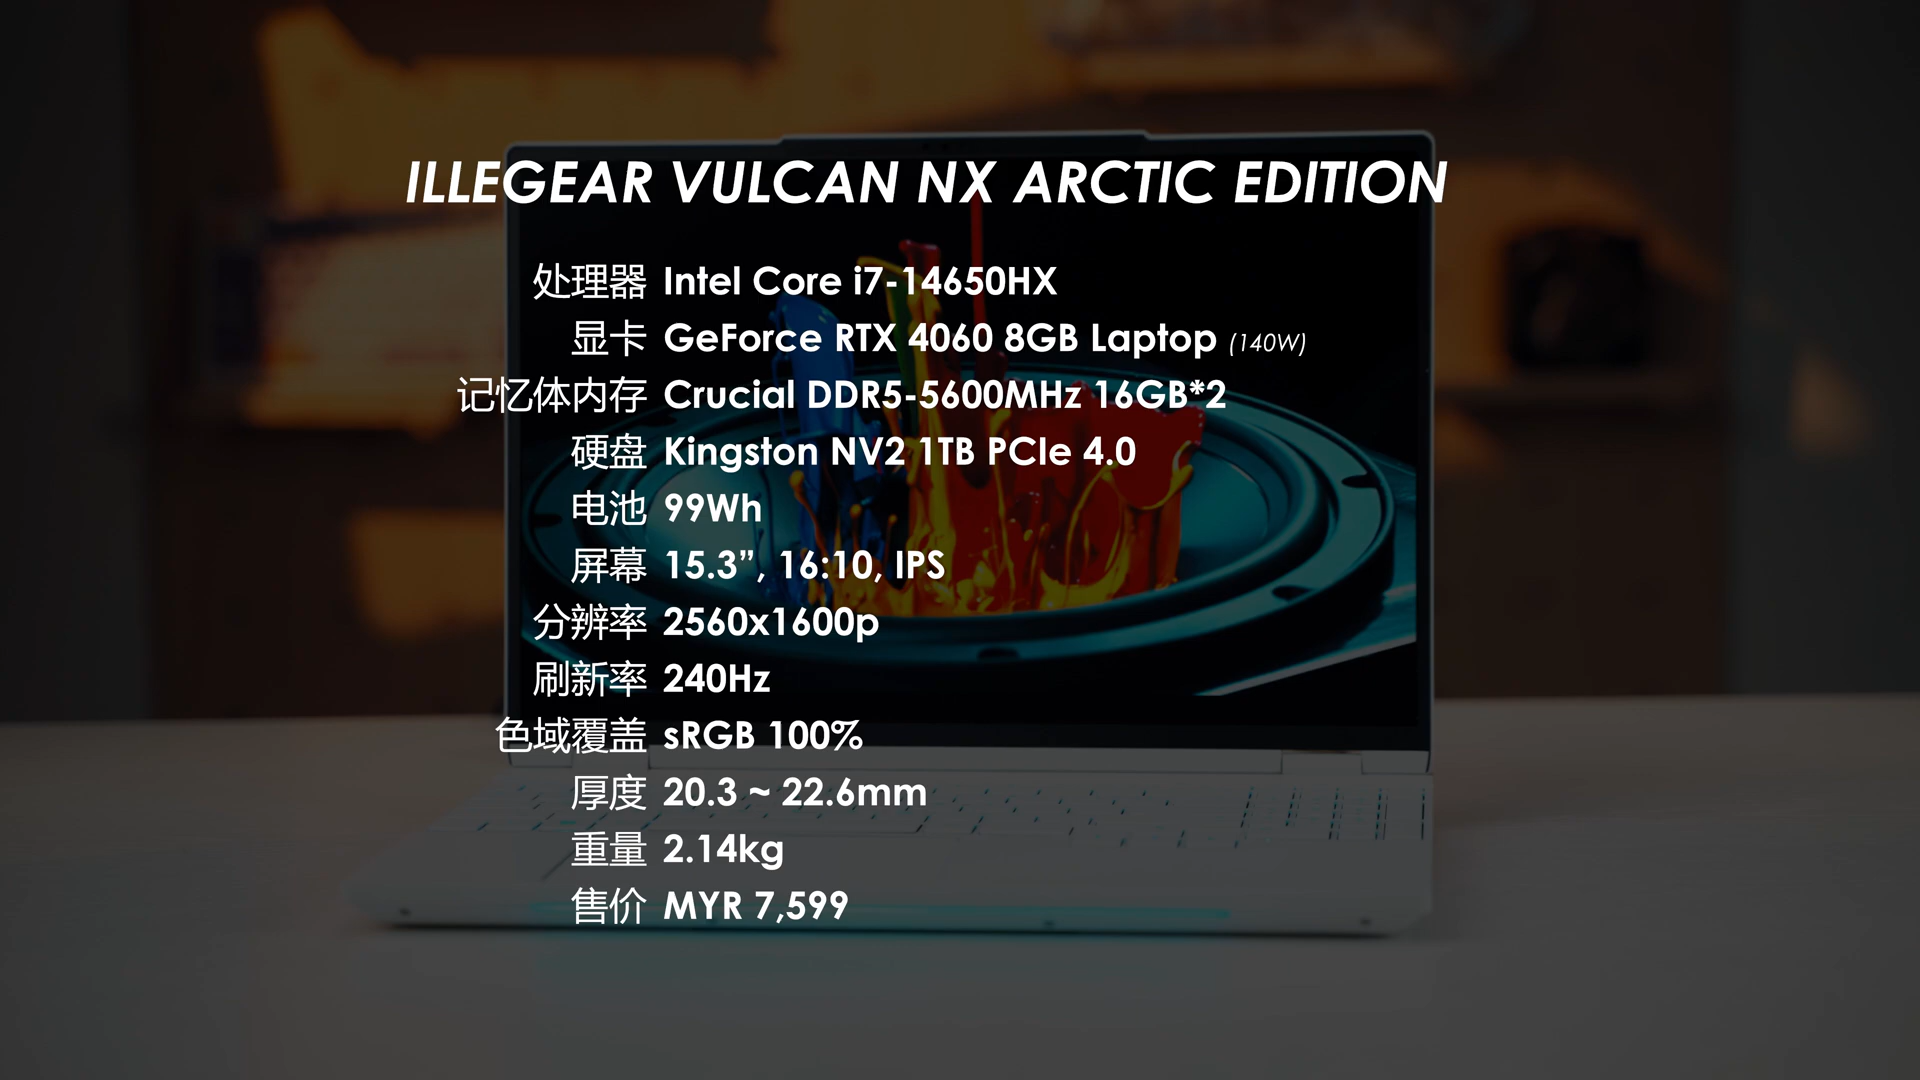 ILLEGEAR VULCAN NX ARCTIC EDITION
处理器 Intel Core i7-14650HX
显卡 GeForce RTX 4060 8GB Laptop (140W)
记忆体内存 Crucial DDR5-5600MHz 16GB*2
硬盘 Kingston NV2 1TB PCIe 4.0
电池 99Wh
屏幕 15.3”, 16:10, IPS
分辨率 2560x1600p
刷新率 240Hz
色域覆盖 sRGB 100%
厚度 20.3 ~ 22.6mm
重量 2.14kg
售价 MYR 7,599